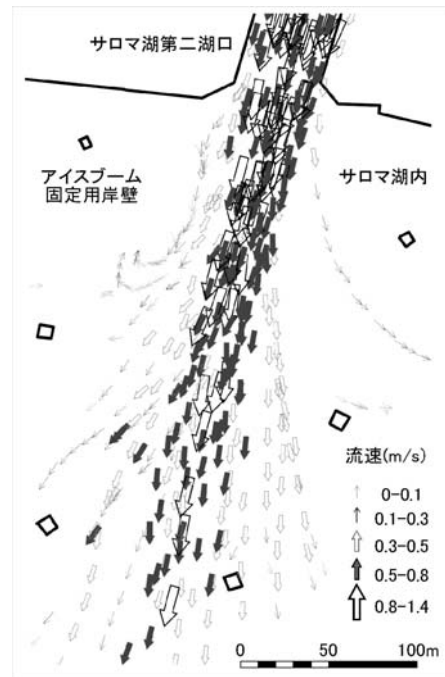 サロマ湖第二湖口
アイスブーム
固定用岸壁
サロマ湖内
流速(m/s)
0-0.1
0.1-0.3
0.3-0.5
0.5-0.8
0.8-1.4
0 50 100m